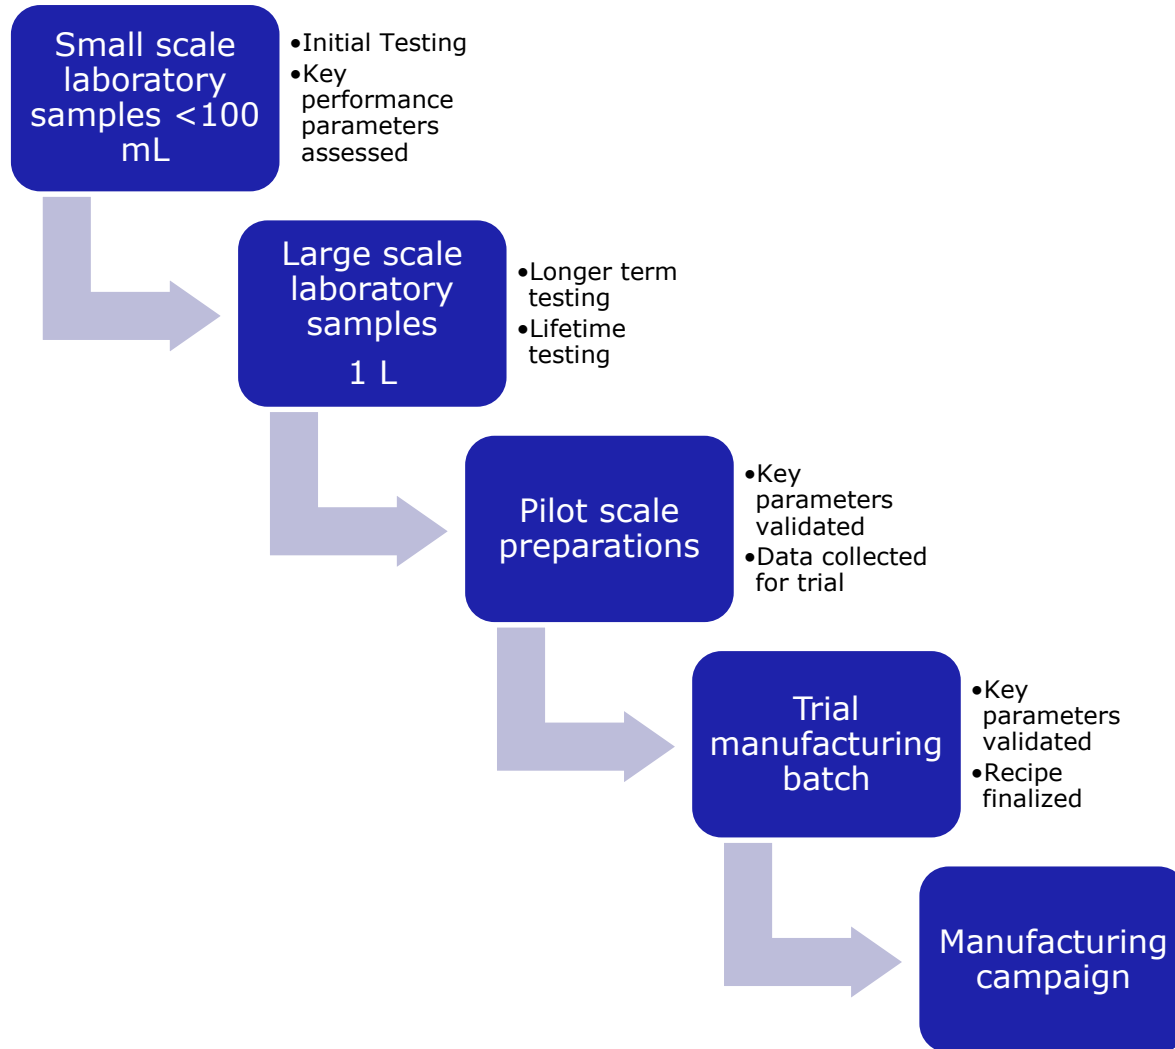 Small scale
laboratory
samples <100
mL
•Initial Testing
•Key
performance
parameters
assessed
Large scale
laboratory
samples
1 L
•Longer term
testing
•Lifetime
testing
Pilot scale
preparations
•Key
parameters
validated
•Data collected
for trial
Trial
manufacturing
batch
•Key
parameters
validated
•Recipe
finalized
Manufacturing
campaign